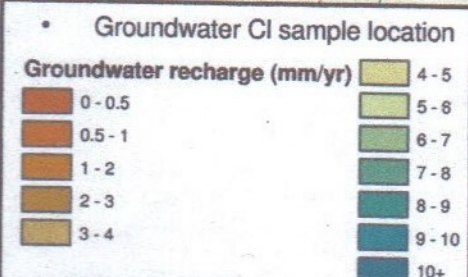 • Groundwater Cl sample location
Groundwater recharge (mm/yr)
0 - 0.5
0.5 - 1
1 - 2
2 - 3
3 - 4
4 - 5
5 - 6
6 - 7
7 - 8
8 - 9
9 - 10
10+